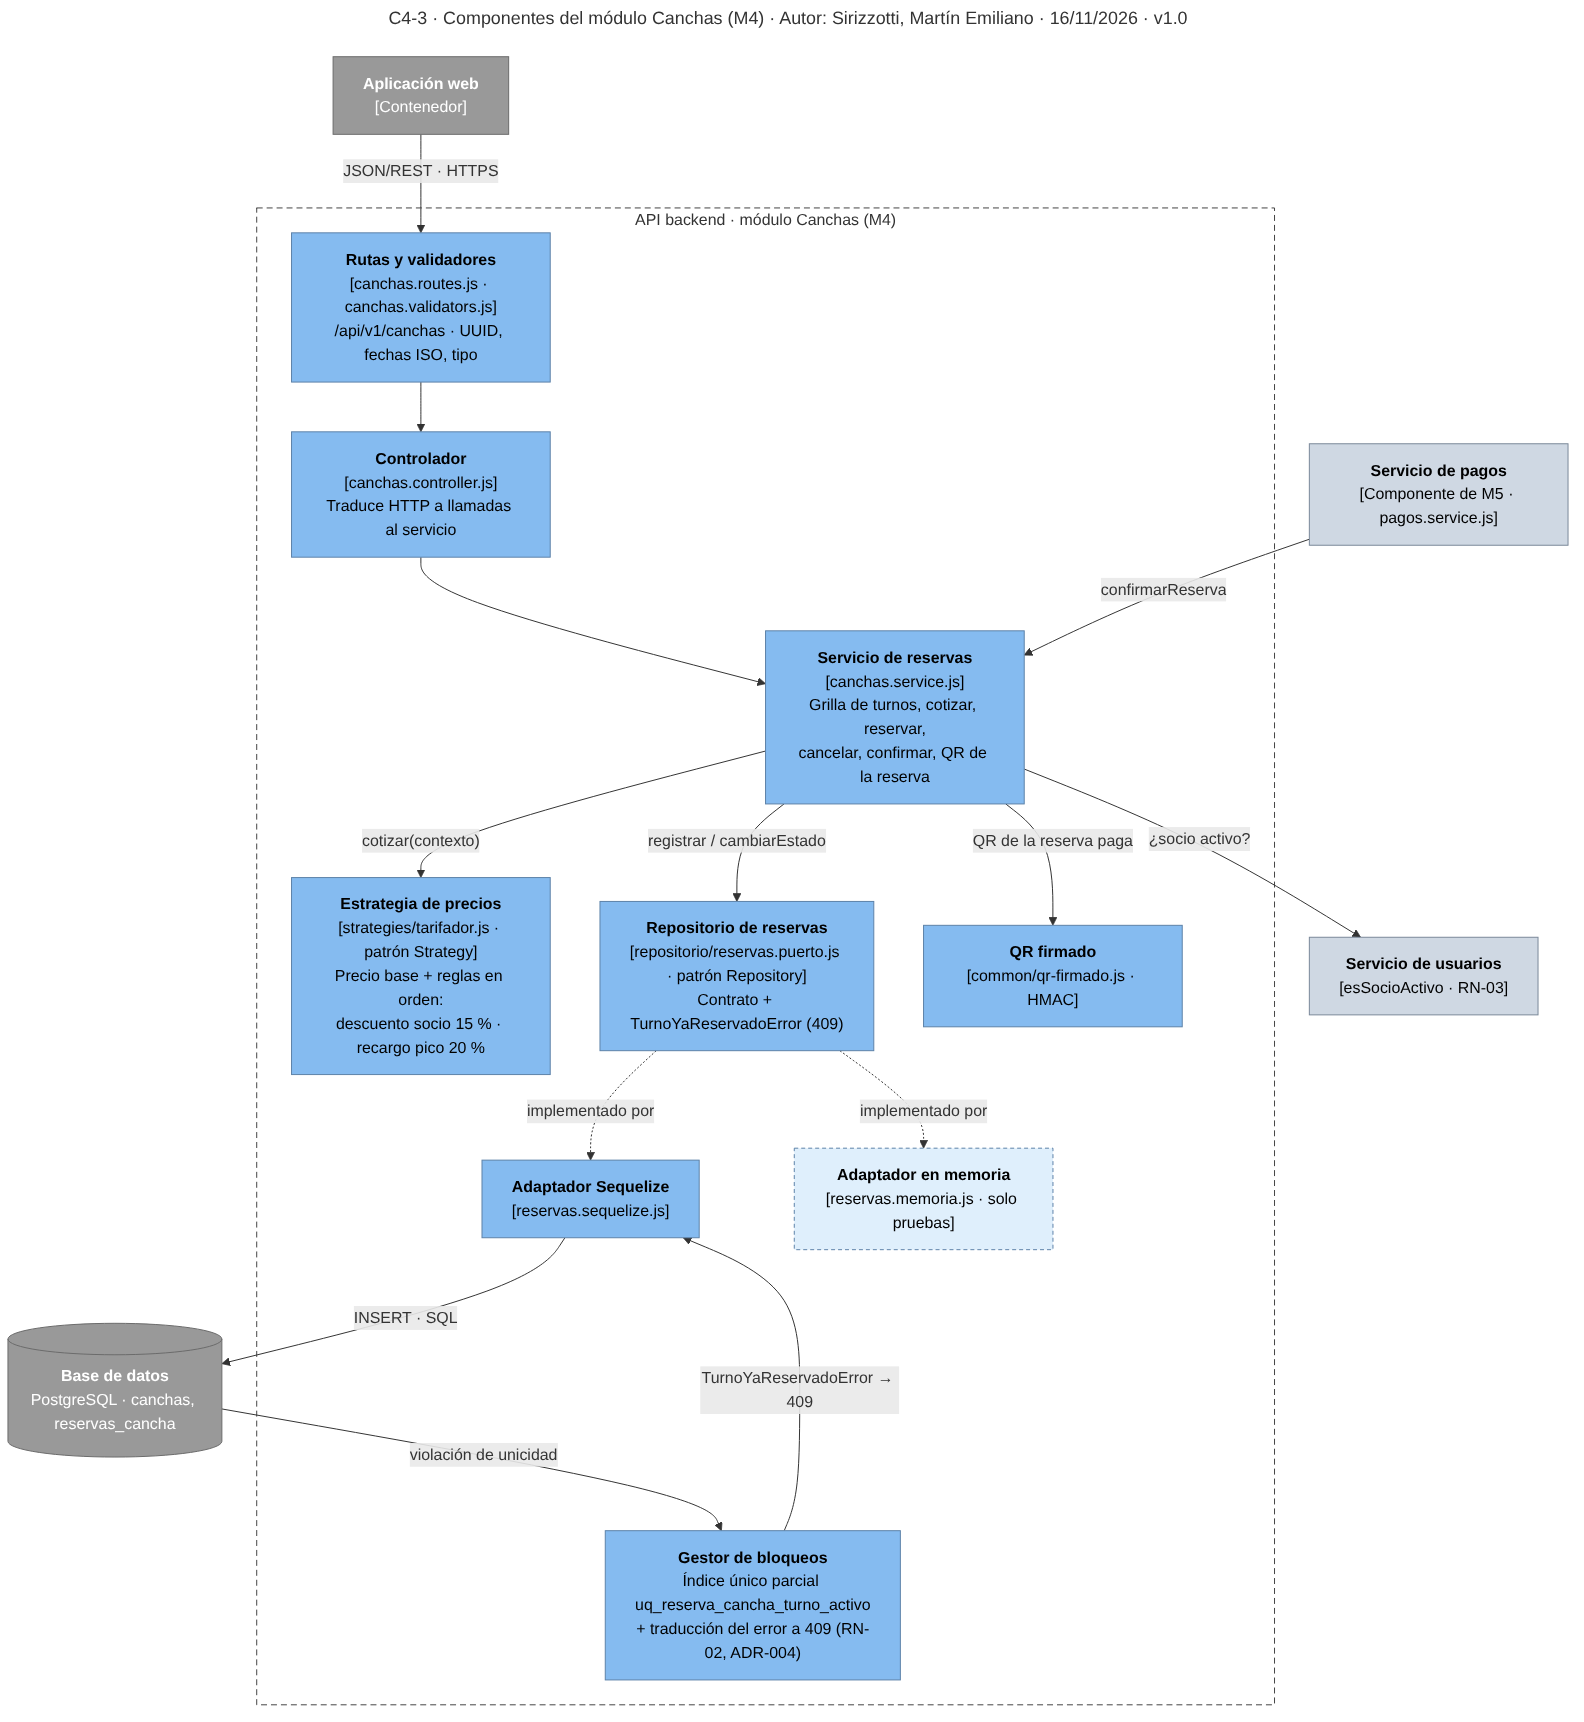 C4-3 · Componentes del módulo Canchas (M4) · Autor: Sirizzotti, Martín Emiliano · 16/11/2026 · v1.0
Aplicación web
[Contenedor]
JSON/REST · HTTPS
API backend · módulo Canchas (M4)
Rutas y validadores
[canchas.routes.js ·
canchas.validators.js]
/api/v1/canchas · UUID,
fechas ISO, tipo
Controlador
[canchas.controller.js]
Traduce HTTP a llamadas
al servicio
Servicio de pagos
[Componente de M5 ·
pagos.service.js]
confirmarReserva
Servicio de reservas
[canchas.service.js]
Grilla de turnos, cotizar,
reservar,
cancelar, confirmar, QR de
la reserva
cotizar(contexto)
registrar / cambiarEstado
QR de la reserva paga
¿socio activo?
Estrategia de precios
[strategies/tarifador.js ·
patrón Strategy]
Precio base + reglas en
orden:
descuento socio 15 % ·
recargo pico 20 %
Repositorio de reservas
[repositorio/reservas.puerto.js
· patrón Repository]
Contrato +
TurnoYaReservadoError (409)
QR firmado
[common/qr-firmado.js ·
HMAC]
Servicio de usuarios
[esSocioActivo · RN-03]
implementado por
implementado por
Adaptador Sequelize
[reservas.sequelize.js]
Adaptador en memoria
[reservas.memoria.js · solo
pruebas]
INSERT · SQL
Base de datos
PostgreSQL · canchas,
reservas_cancha
TurnoYaReservadoError →
409
violación de unicidad
Gestor de bloqueos
Índice único parcial
uq_reserva_cancha_turno_activo
+ traducción del error a 409 (RN-
02, ADR-004)